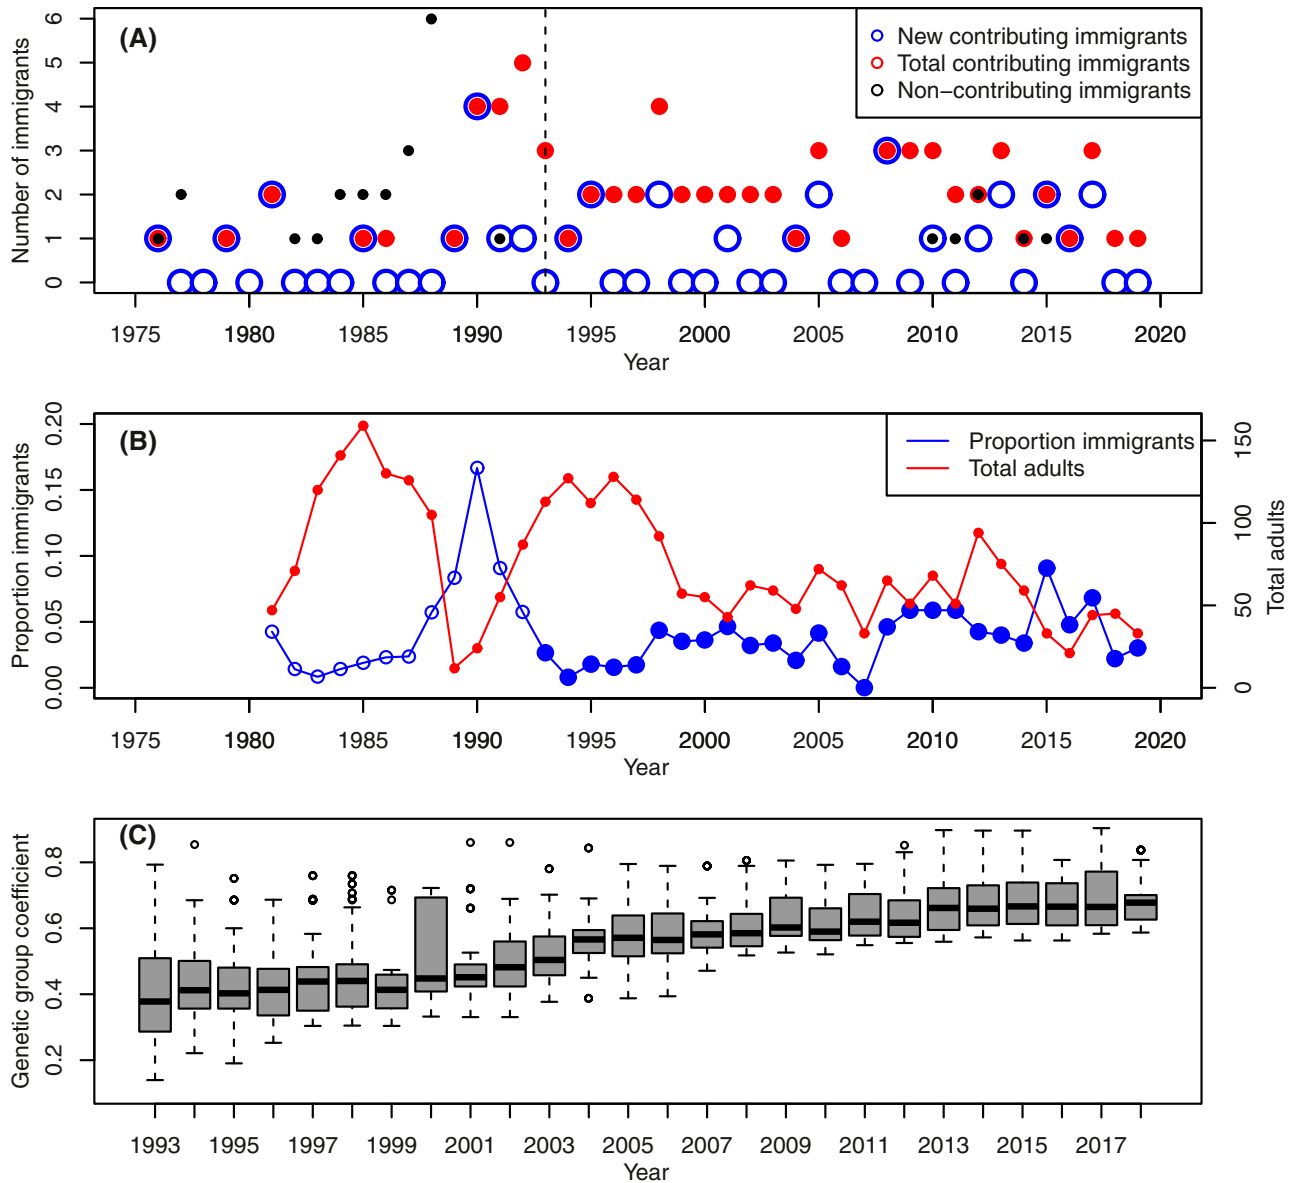 (A)
New contributing immigrants
Total contributing immigrants
Non−contributing immigrants
Number of immigrants
0 1 2 3 4 5 6
1975 1980 1985 1990 1995 2000 2005 2010 2015 2020
Year
(B)
Proportion immigrants
Total adults
Proportion immigrants
0.00 0.05 0.10 0.15 0.20
0 50 100 150
Total adults
1975 1980 1985 1990 1995 2000 2005 2010 2015 2020
Year
(C)
Genetic group coefficient
0.2 0.4 0.6 0.8
1993 1995 1997 1999 2001 2003 2005 2007 2009 2011 2013 2015 2017
Year